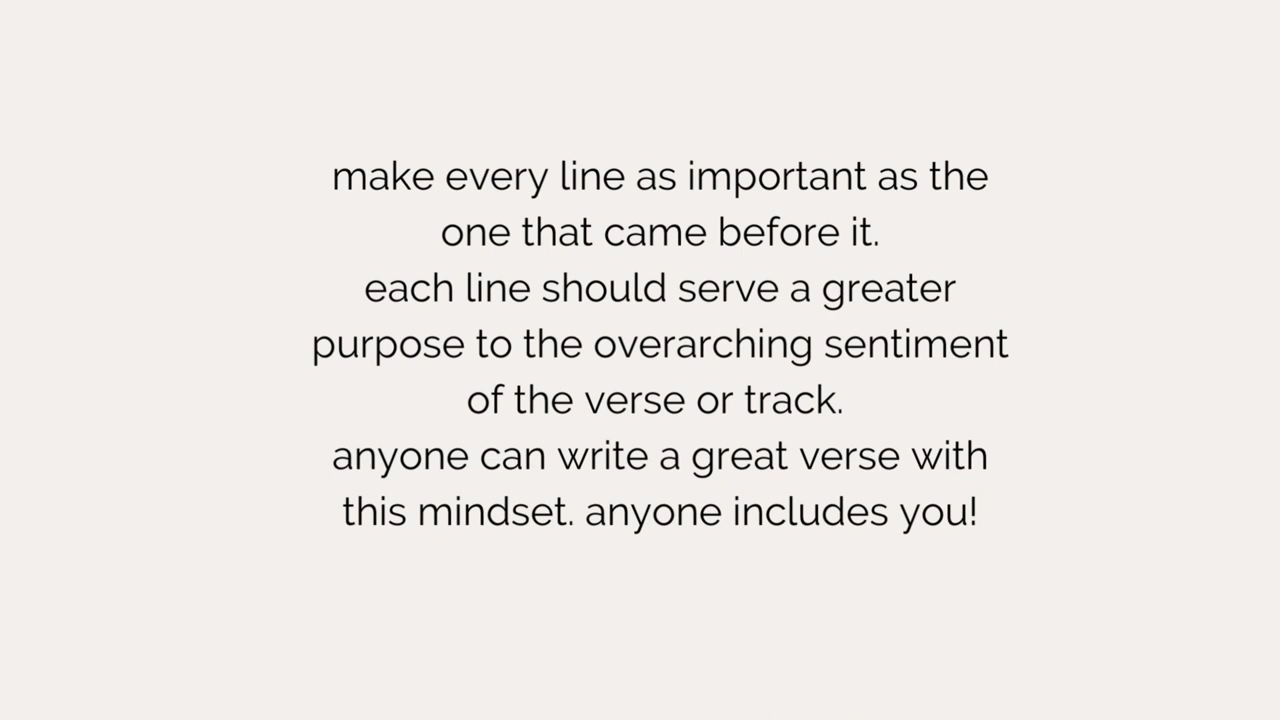 make every line as important as the
one that came before it.
each line should serve a greater
purpose to the overarching sentiment
of the verse or track.
anyone can write a great verse with
this mindset. anyone includes you!